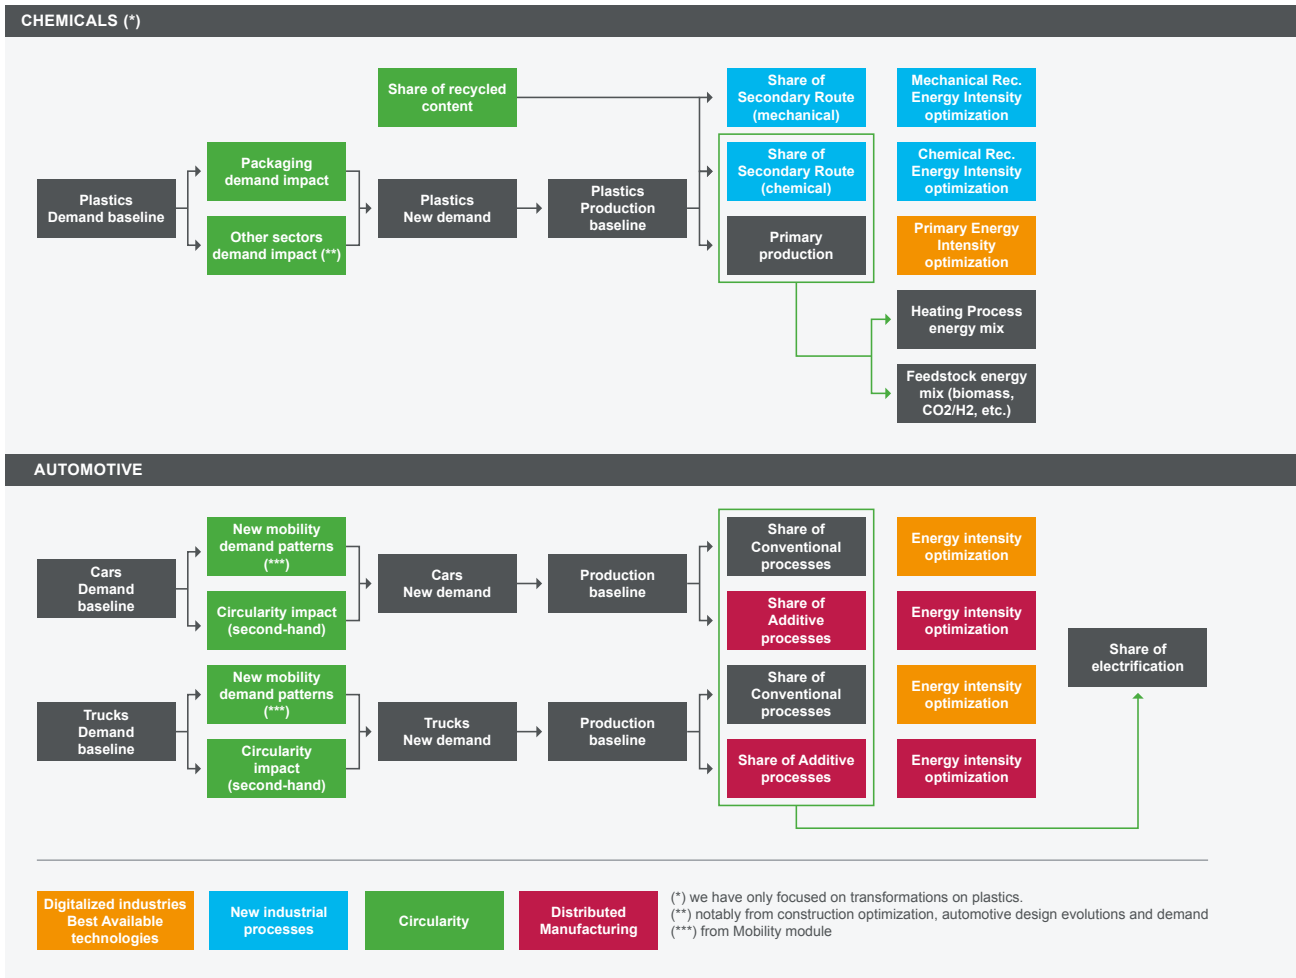 CHEMICALS (*)
Share of recycled
content
Share of
Secondary Route
(mechanical)
Mechanical Rec.
Energy Intensity
optimization
Plastics
Demand baseline
Packaging
demand impact
Other sectors
demand impact (**)
Plastics
New demand
Plastics
Production
baseline
Share of
Secondary Route
(chemical)
Primary
production
Chemical Rec.
Energy Intensity
optimization
Primary Energy
Intensity
optimization
Heating Process
energy mix
Feedstock energy
mix (biomass,
CO2/H2, etc.)
AUTOMOTIVE
Cars
Demand
baseline
New mobility
demand patterns
(***)
Circularity impact
(second-hand)
Cars
New demand
Production
baseline
Share of
Conventional
processes
Share of
Additive
processes
Energy intensity
optimization
Energy intensity
optimization
Trucks
Demand
baseline
New mobility
demand patterns
(***)
Circularity
impact
(second-hand)
Trucks
New demand
Production
baseline
Share of
Conventional
processes
Share of Additive
processes
Energy intensity
optimization
Energy intensity
optimization
Share of
electrification
Digitalized industries
Best Available
technologies
New industrial
processes
Circularity
Distributed
Manufacturing
(*) we have only focused on transformations on plastics.
(**) notably from construction optimization, automotive design evolutions and demand
(***) from Mobility module